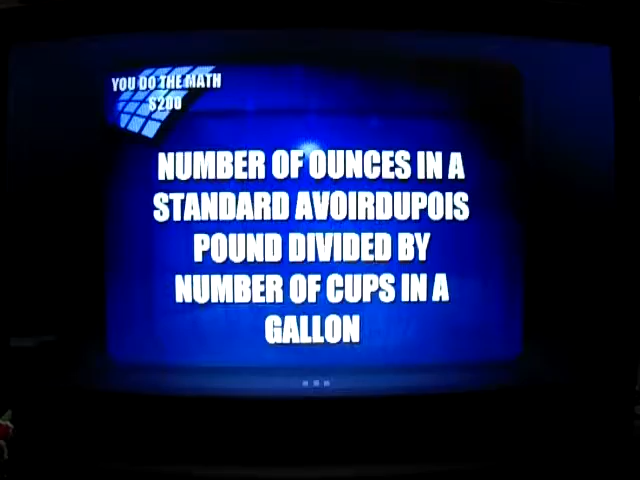 YOU DO THE MATH
$200
NUMBER OF OUNCES IN A
STANDARD AVOIRDUPOIS
POUND DIVIDED BY
NUMBER OF CUPS IN A
GALLON